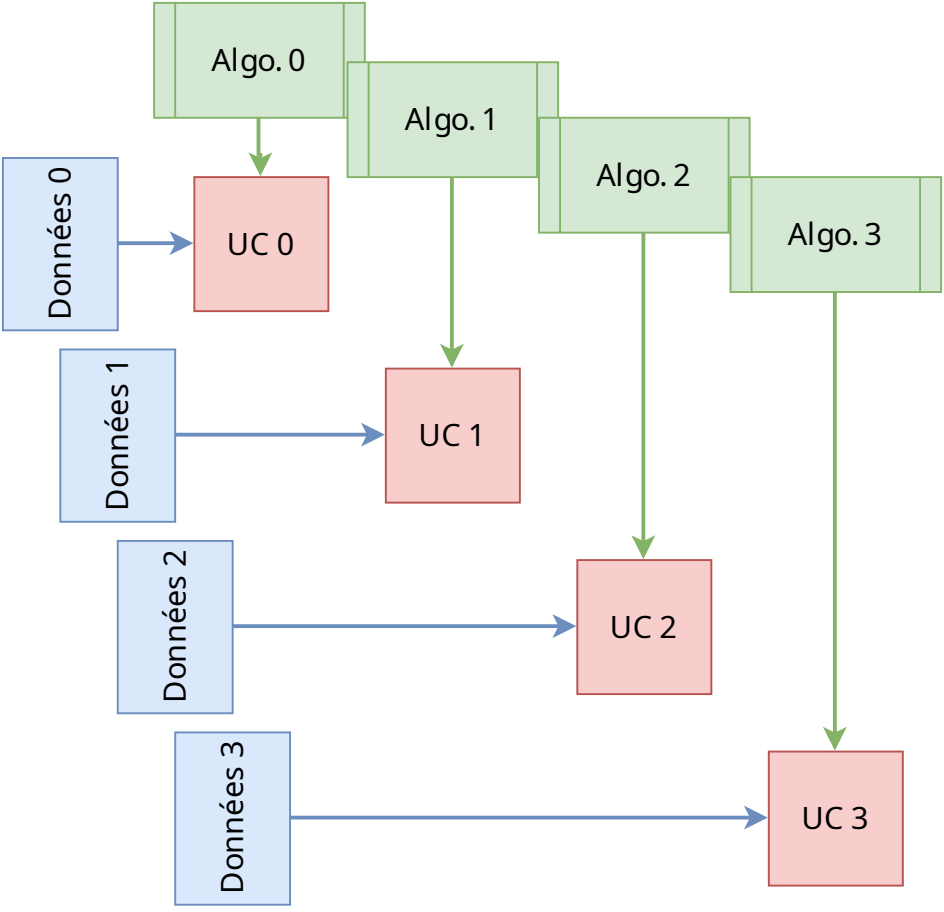 Algo. 0
Algo. 1
Algo. 2
Algo. 3
Données 0
UC 0
Données 1
UC 1
Données 2
UC 2
Données 3
UC 3